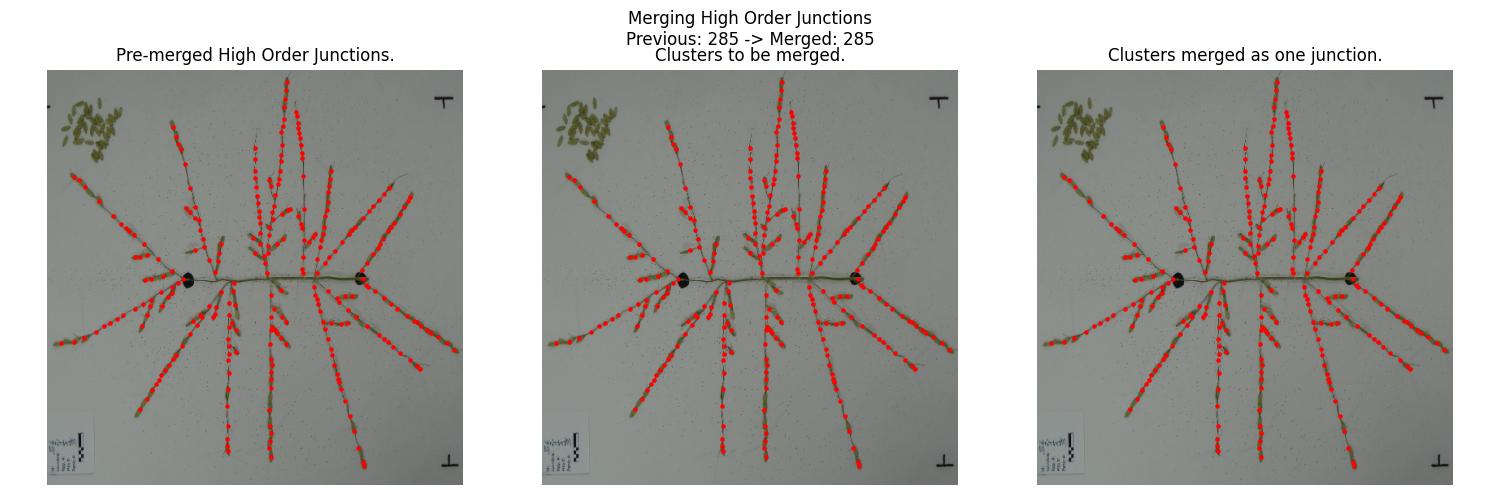 Merging High Order Junctions
Previous: 285 -> Merged: 285
Pre-merged High Order Junctions.
Clusters to be merged.
Clusters merged as one junction.